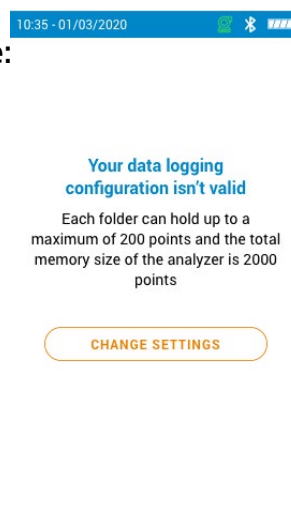 10:35 - 01/03/2020
e:
Your data logging
configuration isn't valid
Each folder can hold up to a
maximum of 200 points and the total
memory size of the analyzer is 2000
points
CHANGE SETTINGS